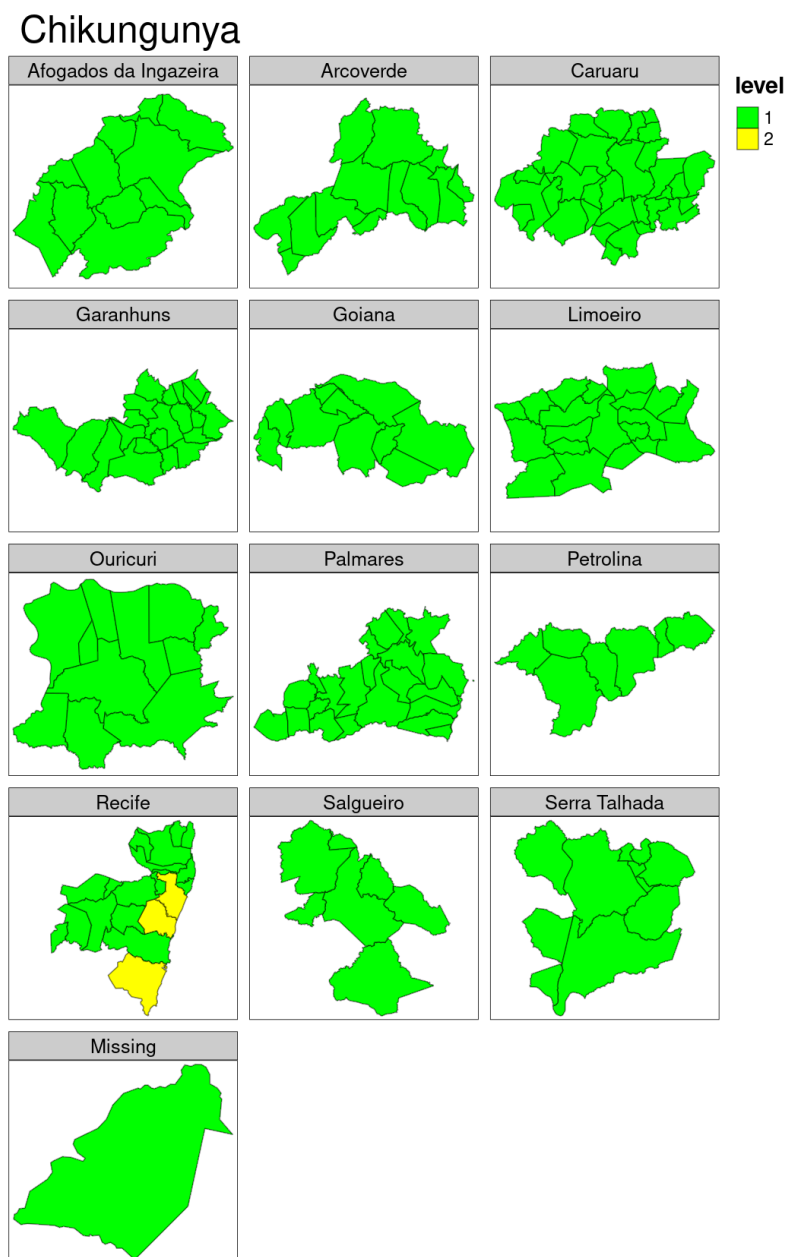 Chikungunya
Afogados da Ingazeira
Arcoverde
Caruaru
level
1
2
Garanhuns
Goiana
Limoeiro
Ouricuri
Palmares
Petrolina
Recife
Salgueiro
Serra Talhada
Missing